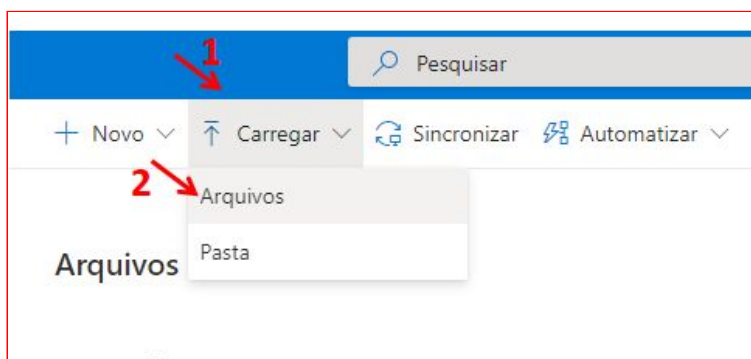 1
Pesquisar
Novo Carregar Sincronizar Automatizar
2
Arquivos
Pasta
Arquivos